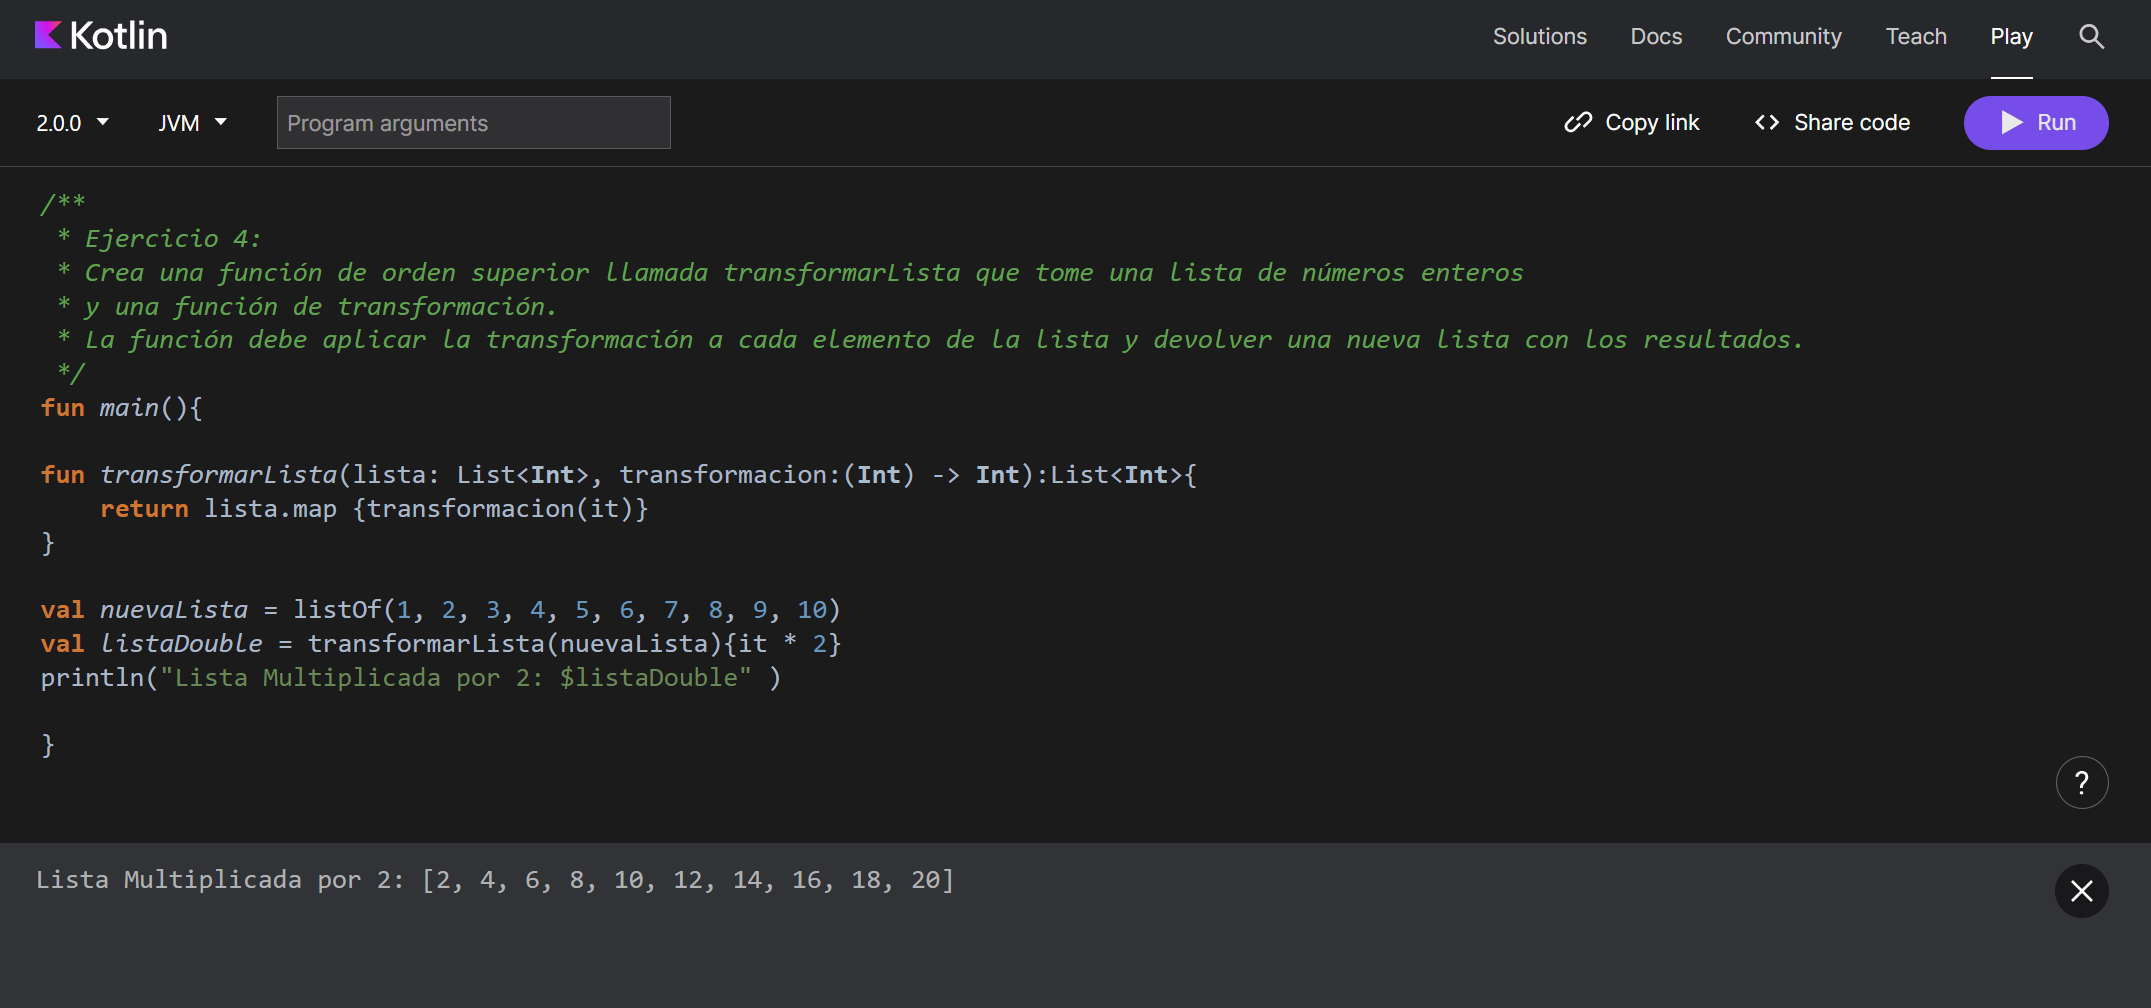 Kotlin
Solutions Docs Community Teach Play
2.0.0 JVM Program arguments Copy link <> Share code Run
/**
 * Ejercicio 4:
 * Crea una función de orden superior llamada transformarLista que tome una lista de números enteros
 * y una función de transformación.
 * La función debe aplicar la transformación a cada elemento de la lista y devolver una nueva lista con los resultados.
 */
fun main(){
fun transformarLista(lista: List<Int>, transformacion:(Int) -> Int):List<Int>{
    return lista.map {transformacion(it)}
}
val nuevaLista = listOf(1, 2, 3, 4, 5, 6, 7, 8, 9, 10)
val listaDouble = transformarLista(nuevaLista){it * 2}
println("Lista Multiplicada por 2: $listaDouble" )
}
?
Lista Multiplicada por 2: [2, 4, 6, 8, 10, 12, 14, 16, 18, 20]